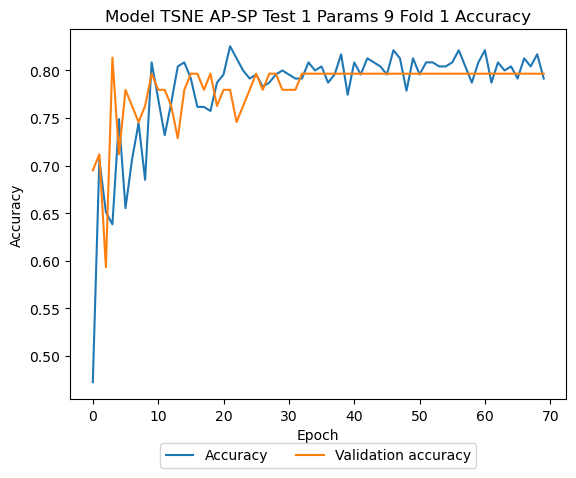 Model TSNE AP-SP Test 1 Params 9 Fold 1 Accuracy
0.80
0.75
0.70
0.65
0.60
0.55
0.50
Accuracy
0 10 20 30 40 50 60 70
Epoch
Accuracy Validation accuracy